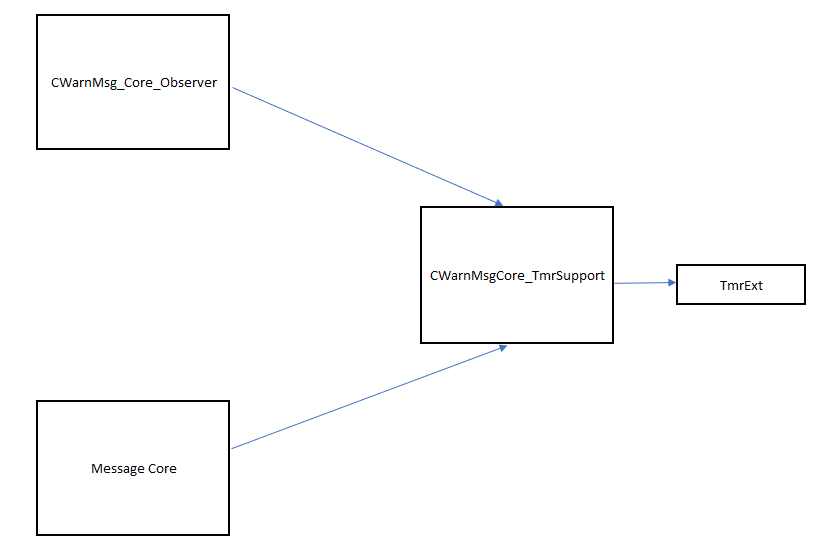 CWarnMsg_Core_Observer
CWarnMsgCore_TmrSupport
TmrExt
Message Core